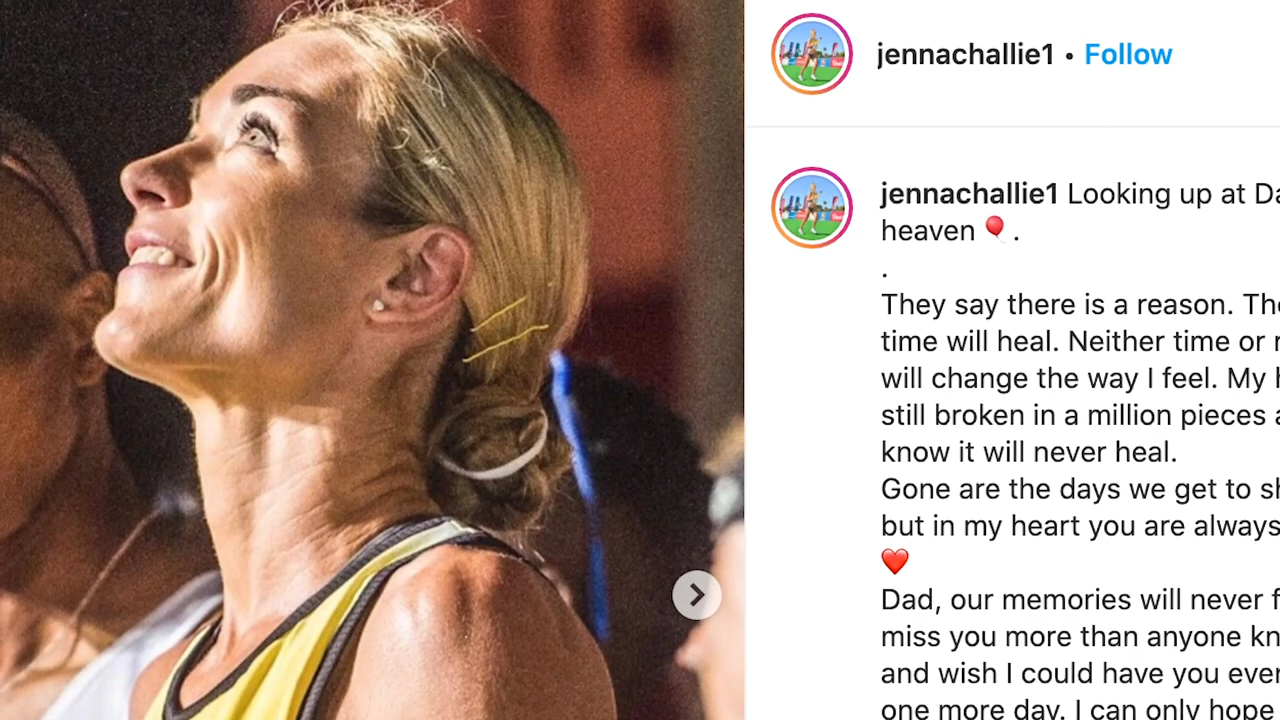 jennachallie1 • Follow
jennachallie1 Looking up at
heaven 🎈 .
.
They say there is a reason.
time will heal. Neither time or
will change the way I feel. My
still broken in a million pieces
know it will never heal.
Gone are the days we get to
but in my heart you are always
❤️
Dad, our memories will never
miss you more than anyone
and wish I could have you
one more day. I can only hope